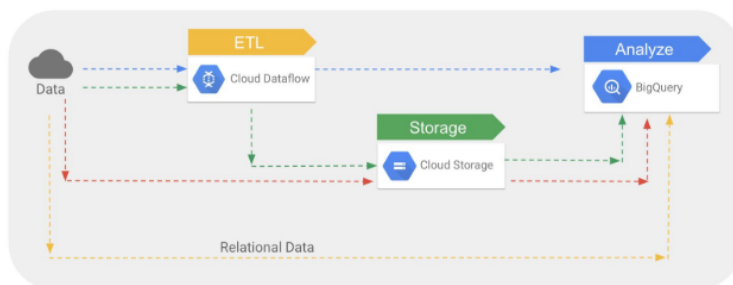 ETL
Cloud Dataflow
Analyze
BigQuery
Data
Storage
Cloud Storage
Relational Data